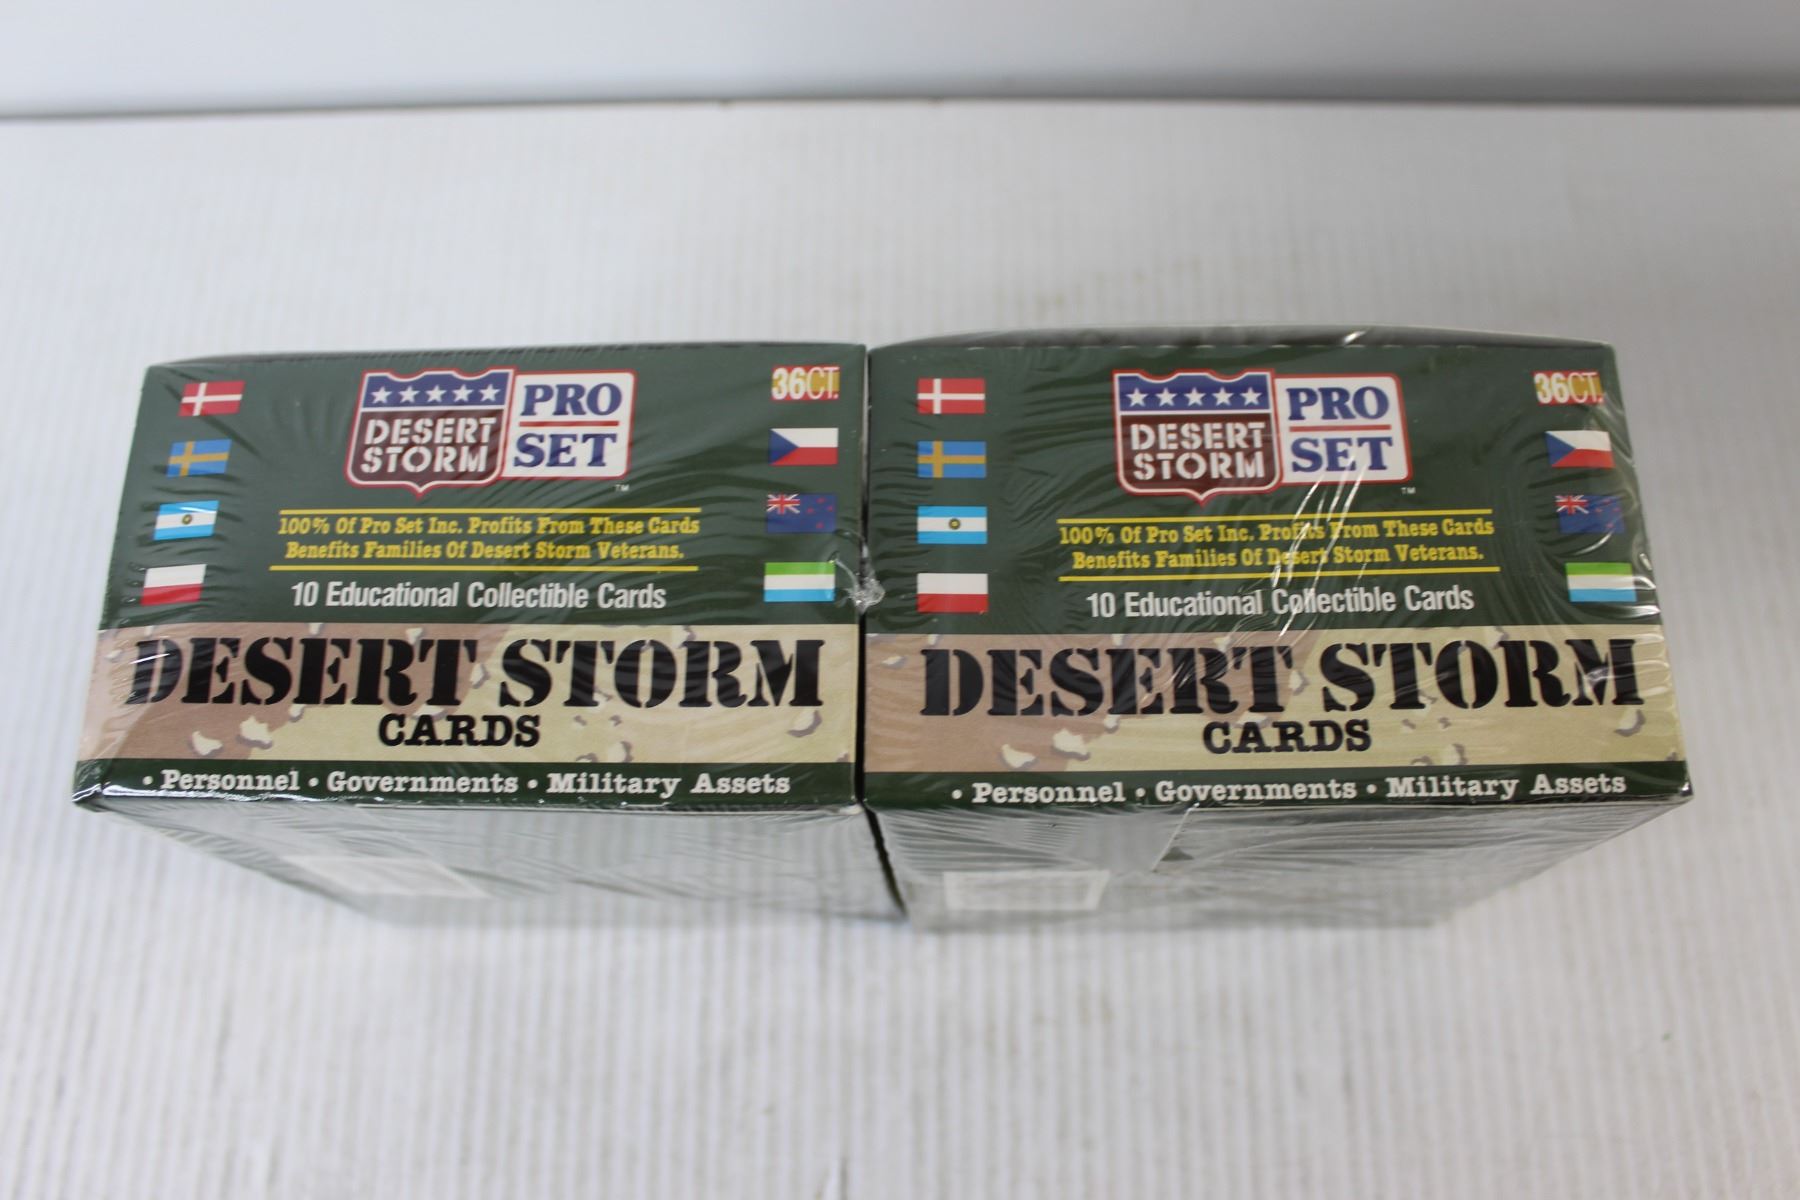 DESERT
STORM
PRO
SET
TM
36CT.
100% Of Pro Set Inc. Profits From These Cards
Benefits Families Of Desert Storm Veterans.
10 Educational Collectible Cards
DESERT STORM
CARDS
• Personnel • Governments • Military Assets
DESERT
STORM
PRO
SET
TM
36CT.
100% Of Pro Set Inc. Profits From These Cards
Benefits Families Of Desert Storm Veterans.
10 Educational Collectible Cards
DESERT STORM
CARDS
• Personnel • Governments • Military Assets